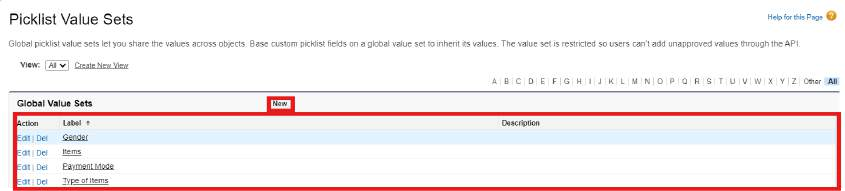 Picklist Value Sets
Help for this Page ?
Global picklist value sets let you share the values across objects. Base custom picklist fields on a global value set to inherit its values. The value set is restricted so users can't add unapproved values through the API.
View: All Create New View
A | B | C | D | E | F | G | H | I | J | K | L | M | N | O | P | Q | R | S | T | U | V | W | X | Y | Z | Other All
Global Value Sets New
Action Label ↑ Description
Edit | Del Gender
Edit | Del Items
Edit | Del Payment Mode
Edit | Del Type of Items